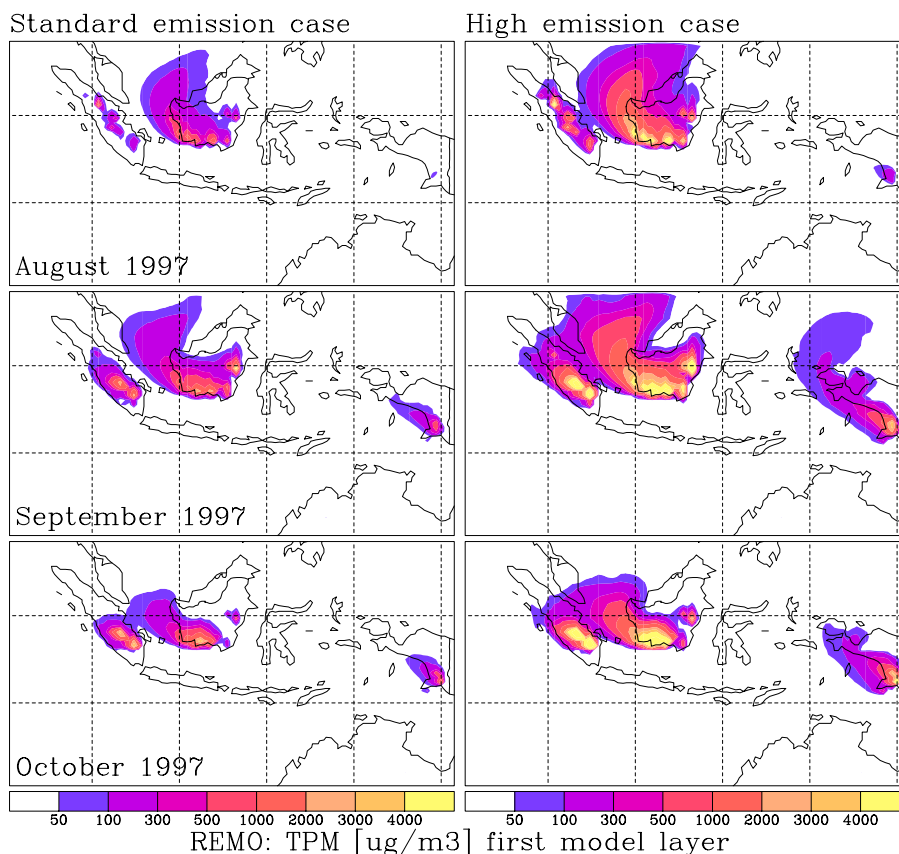 Standard emission case
High emission case
August 1997
September 1997
October 1997
50 100 300 500 1000 2000 3000 4000
50 100 300 500 1000 2000 3000 4000
REMO: TPM [ug/m3] first model layer